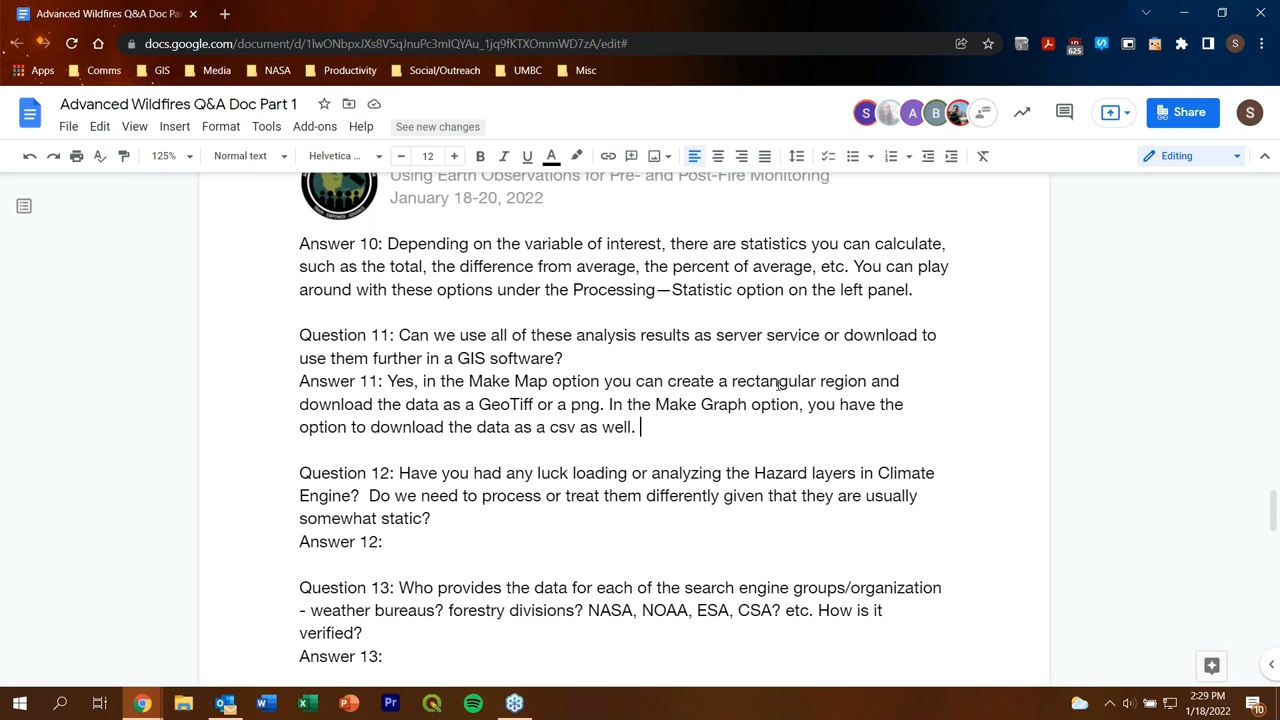 Advanced Wildfires Q&A Doc Pa
docs.google.com/document/d/1lwONbpxJXs8V5qJnuPc3mIQYAu_1jq9fKTXOmmWD7zA/edit#
625
S
Apps Comms GIS Media NASA Productivity Social/Outreach UMBC Misc
Advanced Wildfires Q&A Doc Part 1
S A B Share S
File Edit View Insert Format Tools Add-ons Help See new changes
125% Normal text Helvetica ... 12 B I U A Editing
Using Earth Observations for Pre- and Post-Fire Monitoring
January 18-20, 2022
Answer 10: Depending on the variable of interest, there are statistics you can calculate,
such as the total, the difference from average, the percent of average, etc. You can play
around with these options under the Processing—Statistic option on the left panel.
Question 11: Can we use all of these analysis results as server service or download to
use them further in a GIS software?
Answer 11: Yes, in the Make Map option you can create a rectangular region and
download the data as a GeoTiff or a png. In the Make Graph option, you have the
option to download the data as a csv as well.
Question 12: Have you had any luck loading or analyzing the Hazard layers in Climate
Engine?  Do we need to process or treat them differently given that they are usually
somewhat static?
Answer 12:
Question 13: Who provides the data for each of the search engine groups/organization
- weather bureaus? forestry divisions? NASA, NOAA, ESA, CSA? etc. How is it
verified?
Answer 13:
2:29 PM
1/18/2022
10